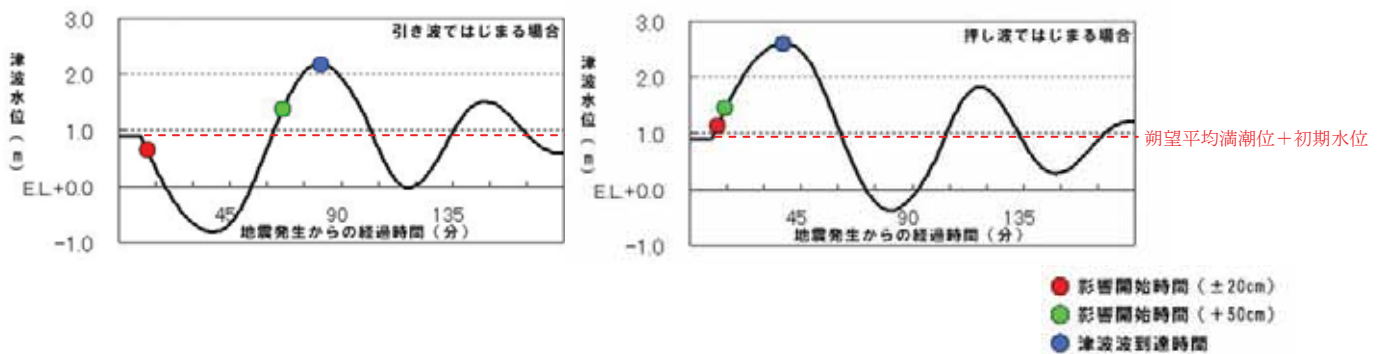 3.0
引き波ではじまる場合
2.0
1.0
E.L.+0.0
-1.0
津波水位(m)
45
90
135
地震発生からの経過時間(分)
3.0
押し波ではじまる場合
2.0
1.0
E.L.+0.0
-1.0
津波水位(m)
45
90
135
地震発生からの経過時間(分)
朔望平均満潮位+初期水位
影響開始時間(±20cm)
影響開始時間(+50cm)
津波波到達時間